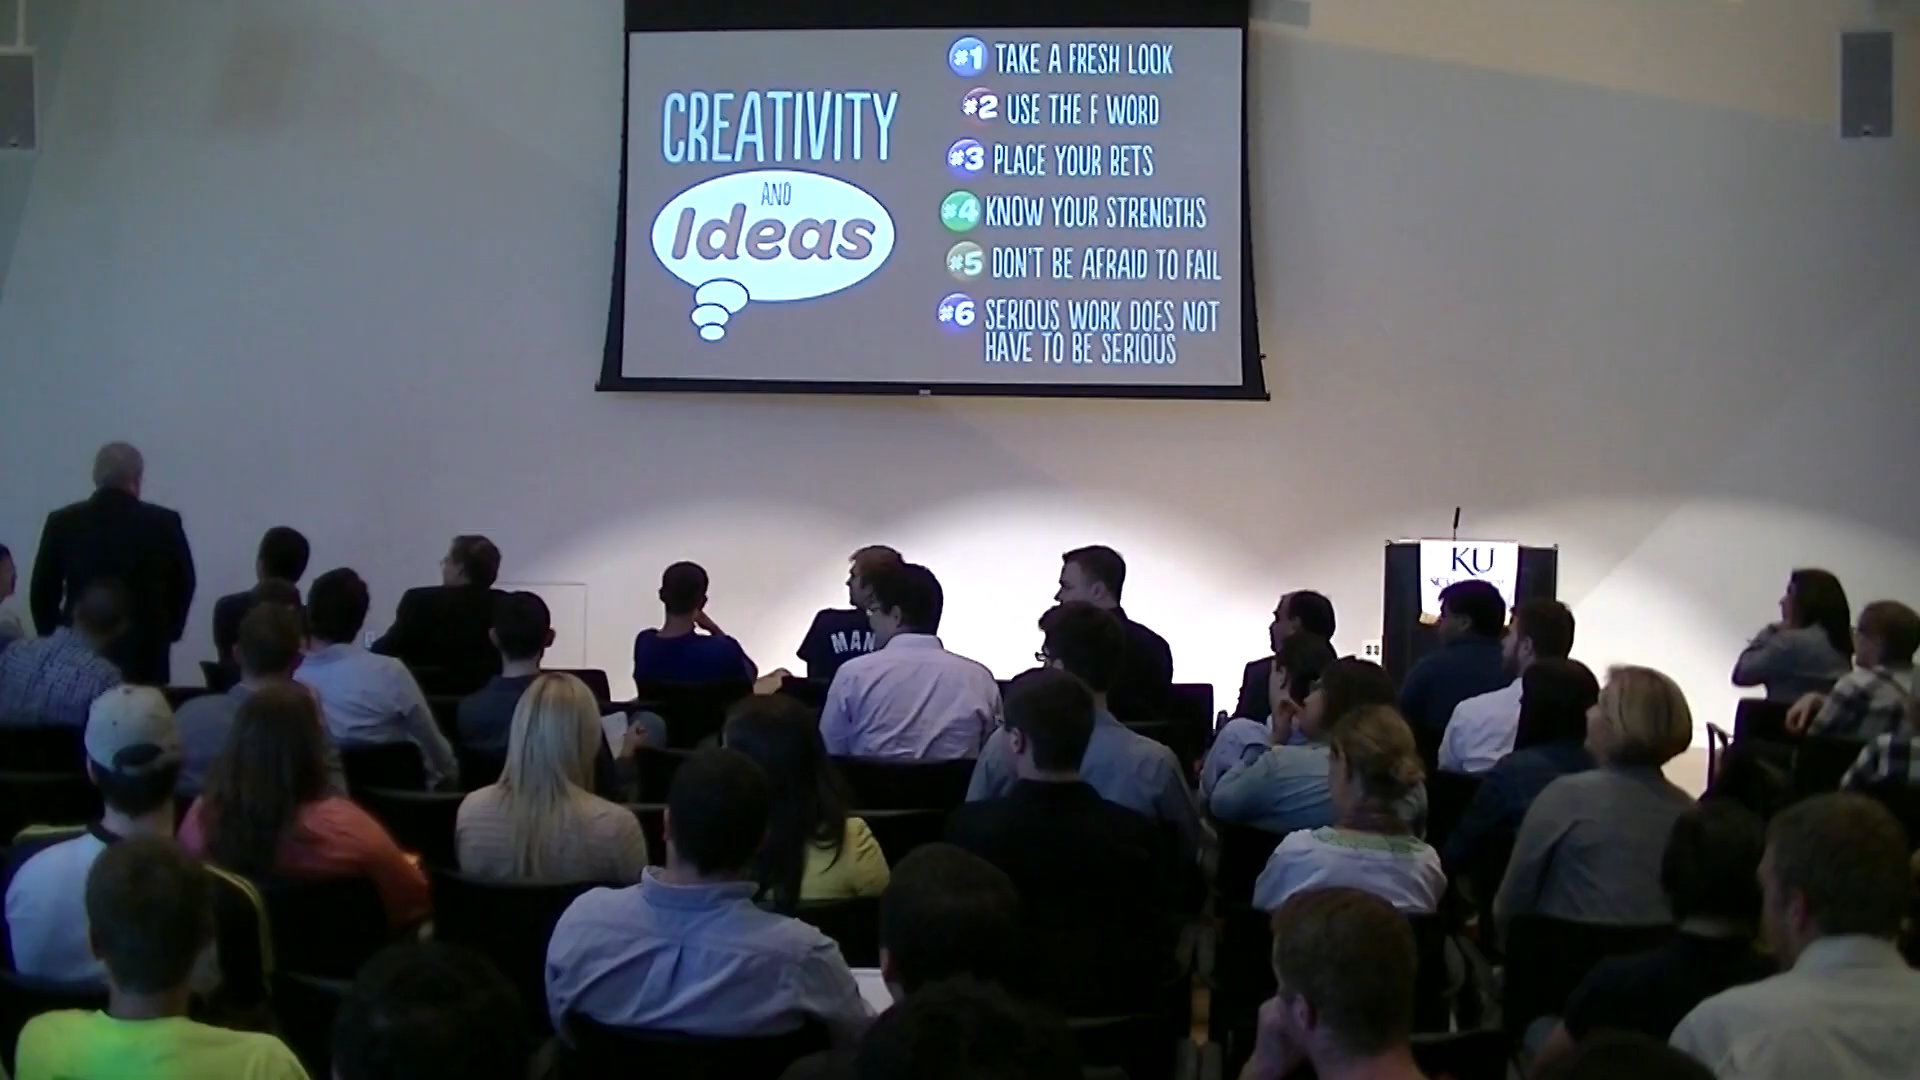 CREATIVITY
AND
Ideas
#1 TAKE A FRESH LOOK
#2 USE THE F WORD
#3 PLACE YOUR BETS
#4 KNOW YOUR STRENGTHS
#5 DON'T BE AFRAID TO FAIL
#6 SERIOUS WORK DOES NOT
HAVE TO BE SERIOUS
KU
MAN